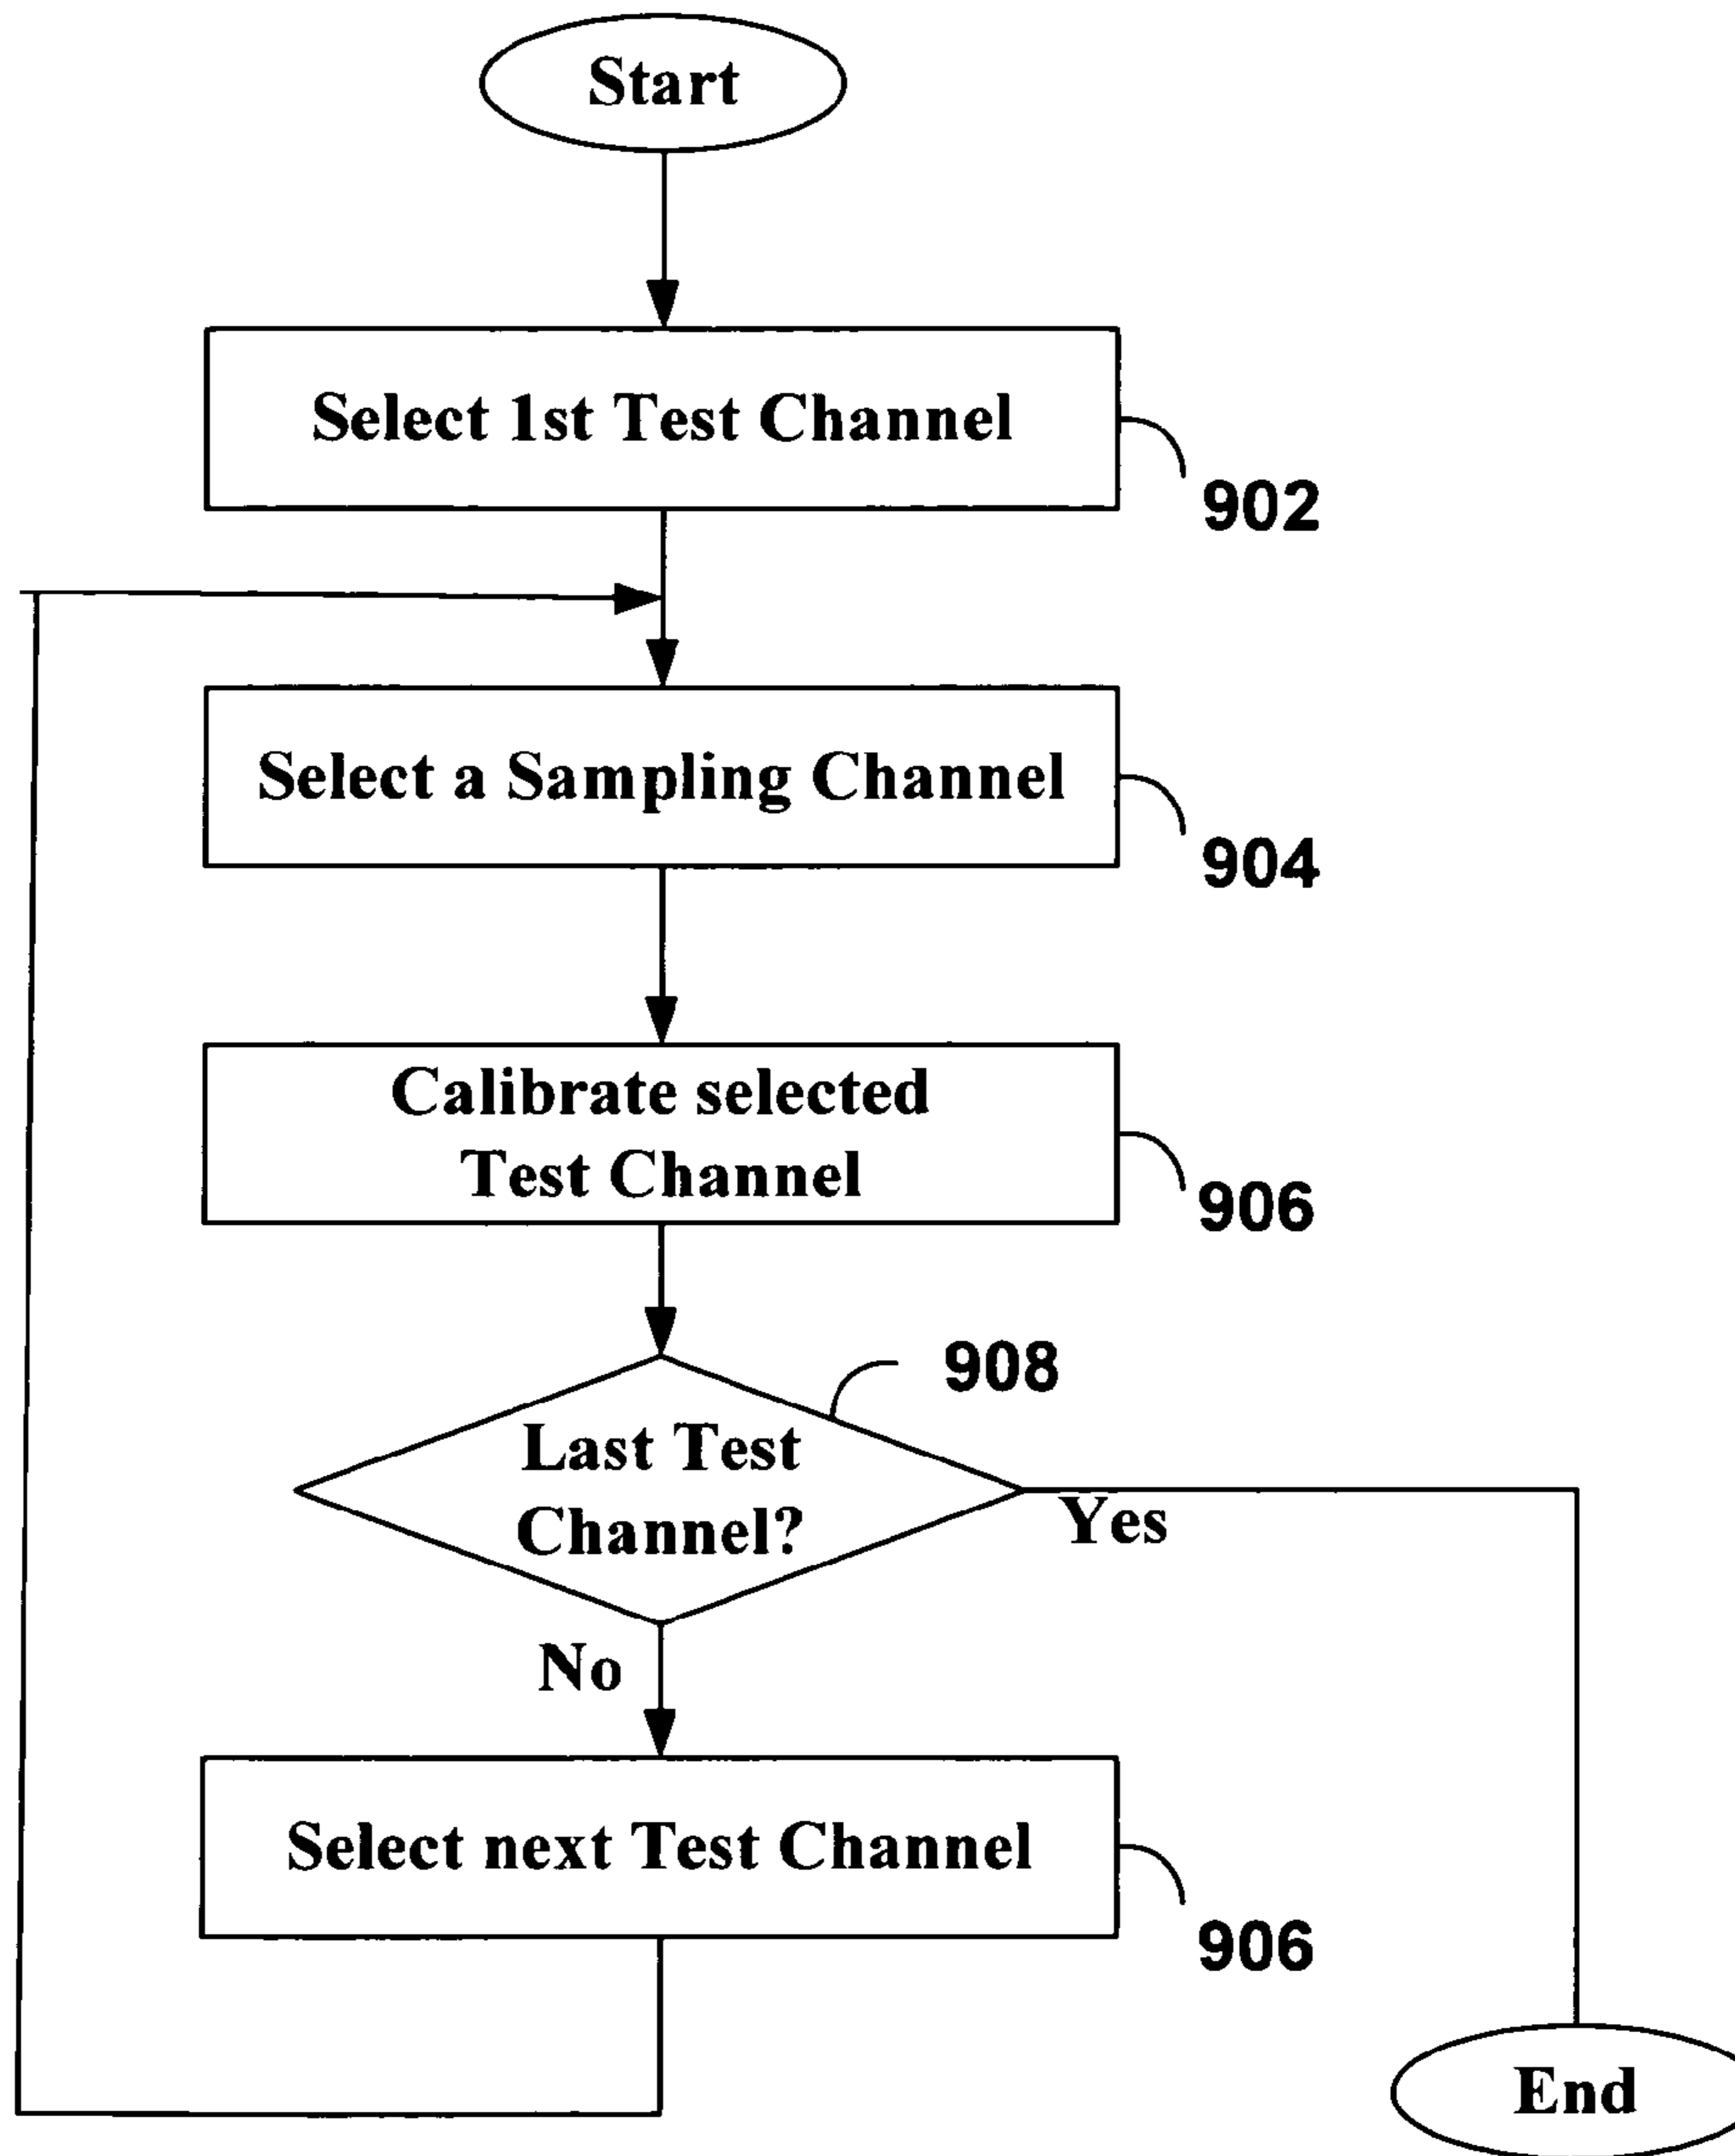 Start
Select 1st Test Channel
902
Select a Sampling Channel
904
Calibrate selected
Test Channel
906
908
Last Test
Channel?
Yes
No
Select next Test Channel
906
End